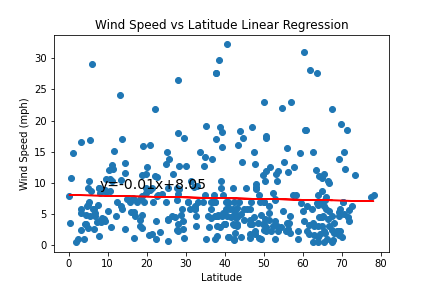 Wind Speed vs Latitude Linear Regression
Wind Speed (mph)
30
25
20
15
10
5
0
y=-0.01x+8.05
0 10 20 30 40 50 60 70 80
Latitude